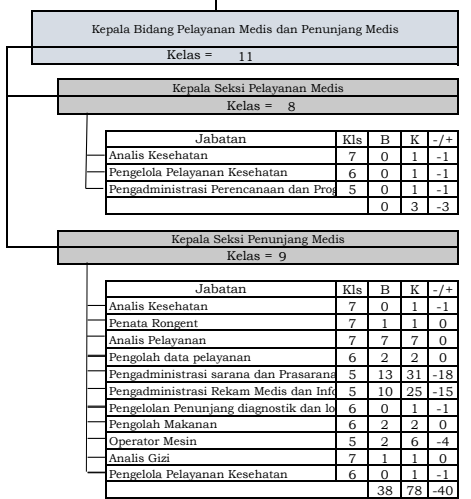 Kepala Bidang Pelayanan Medis dan Penunjang Medis
Kelas = 11
Kepala Seksi Pelayanan Medis
Kelas = 8
Jabatan Kls B K -/+
Analis Kesehatan 7 0 1 -1
Pengelola Pelayanan Kesehatan 6 0 1 -1
Pengadministrasi Perencanaan dan Prog 5 0 1 -1
0 3 -3
Kepala Seksi Penunjang Medis
Kelas = 9
Jabatan Kls B K -/+
Analis Kesehatan 7 0 1 -1
Penata Rongent 7 1 1 0
Analis Pelayanan 7 7 7 0
Pengolah data pelayanan 6 2 2 0
Pengadministrasi sarana dan Prasarana 5 13 31 -18
Pengadministrasi Rekam Medis dan Info 5 10 25 -15
Pengelolan Penunjang diagnostik dan lo 6 0 1 -1
Pengolah Makanan 6 2 2 0
Operator Mesin 5 2 6 -4
Analis Gizi 7 1 1 0
Pengelola Pelayanan Kesehatan 6 0 1 -1
38 78 -40